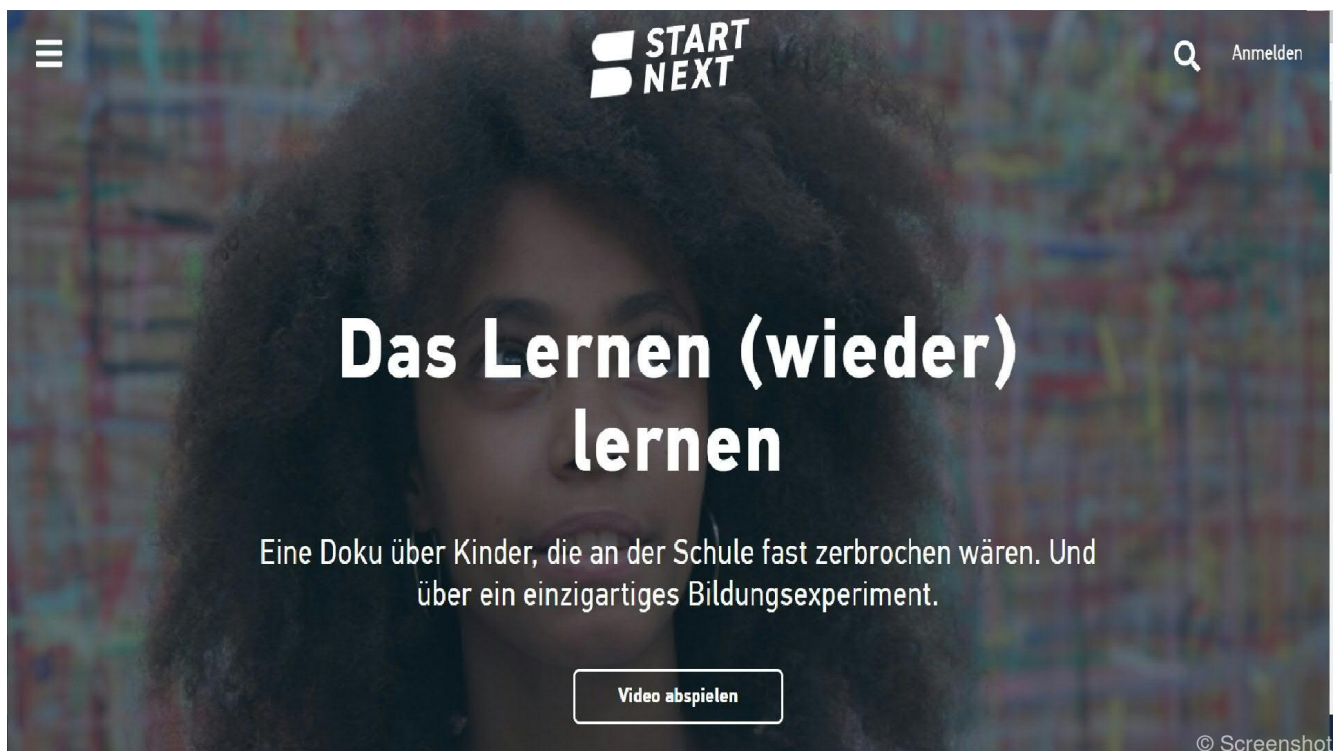 START
NEXT
Anmelden
Das Lernen (wieder)
lernen
Eine Doku über Kinder, die an der Schule fast zerbrochen wären. Und
über ein einzigartiges Bildungsexperiment.
Video abspielen
© Screenshot